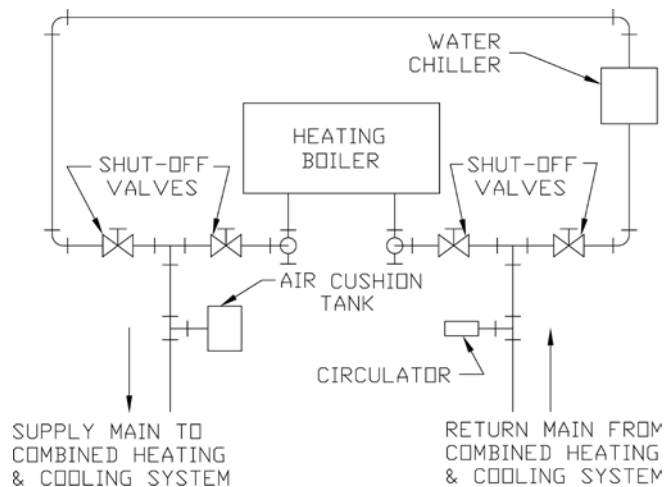 WATER
CHILLER
HEATING
BOILER
SHUT-OFF
VALVES
SHUT-OFF
VALVES
AIR CUSHION
TANK
CIRCULATOR
SUPPLY MAIN TO
COMBINED HEATING
& COOLING SYSTEM
RETURN MAIN FROM
COMBINED HEATING
& COOLING SYSTEM